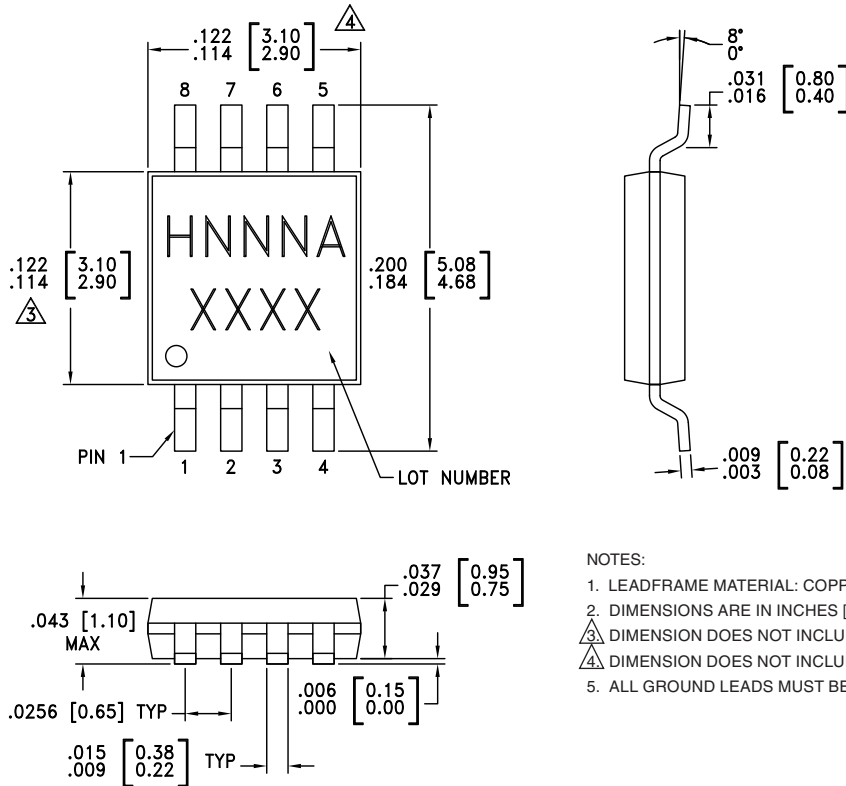 .122 [3.10]
.114 [2.90]
4
8 7 6 5
HNNNA
XXXX
.122 [3.10]
.114 [2.90]
3
.200 [5.08]
.184 [4.68]
PIN 1
1 2 3 4
LOT NUMBER
8°
0°
.031 [0.80]
.016 [0.40]
.009 [0.22]
.003 [0.08]
.043 [1.10]
MAX
.037 [0.95]
.029 [0.75]
.0256 [0.65] TYP
.006 [0.15]
.000 [0.00]
.015 [0.38]
.009 [0.22]
TYP
NOTES:
1. LEADFRAME MATERIAL:
2. DIMENSIONS ARE IN INCHES [
3. DIMENSION DOES NOT
4. DIMENSION DOES NOT
5. ALL GROUND LEADS MUST